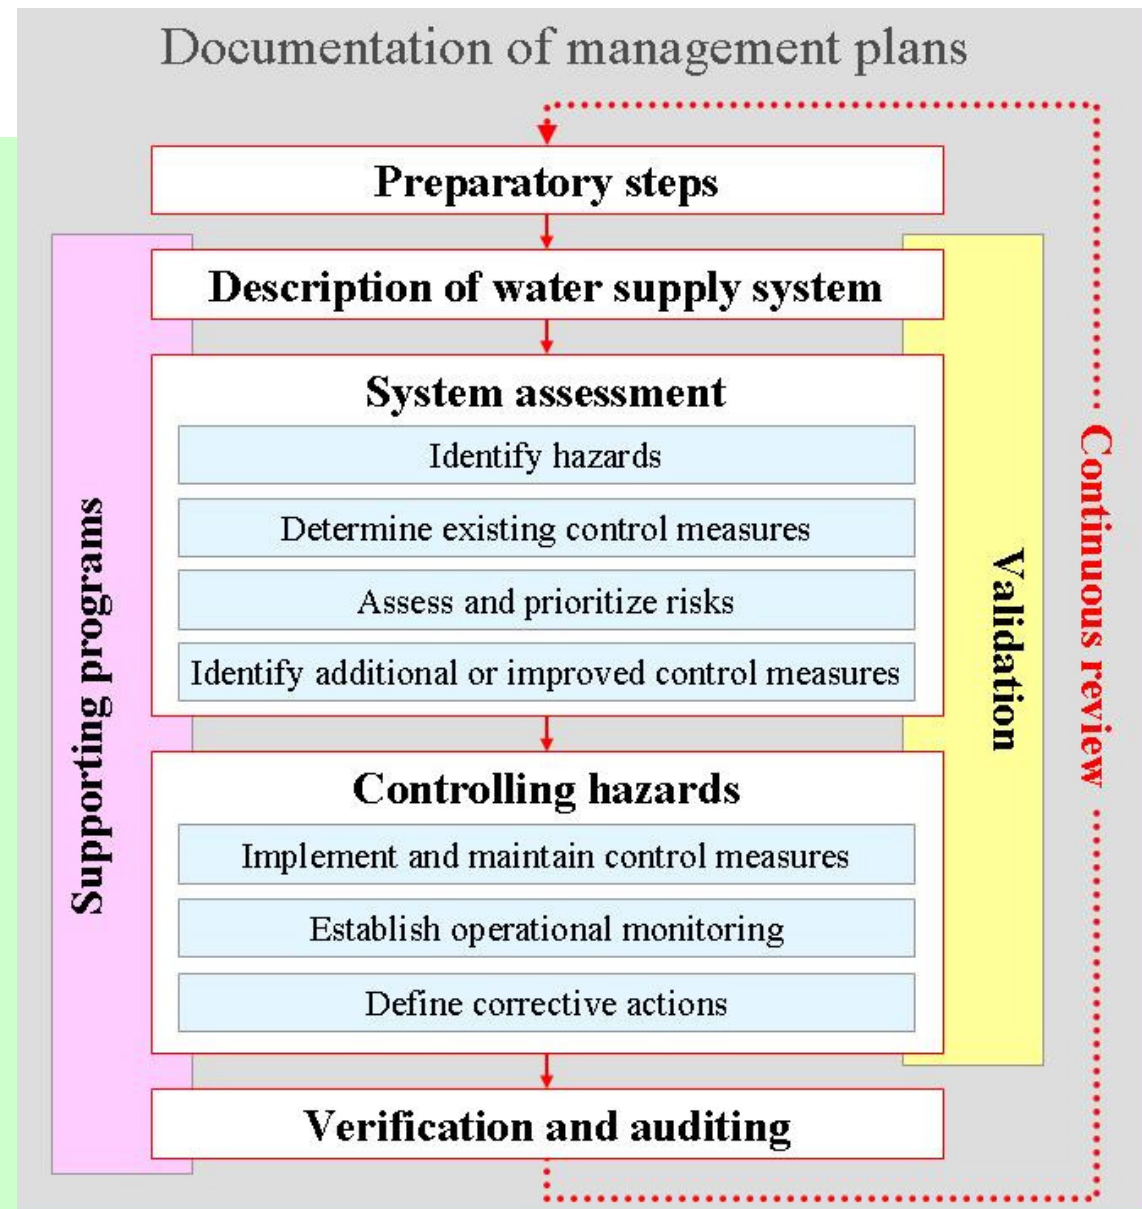 Documentation of management plans
Preparatory steps
Description of water supply system
System assessment
Identify hazards
Determine existing control measures
Assess and prioritize risks
Identify additional or improved control measures
Controlling hazards
Implement and maintain control measures
Establish operational monitoring
Define corrective actions
Verification and auditing
Supporting programs
Validation
Continuous review